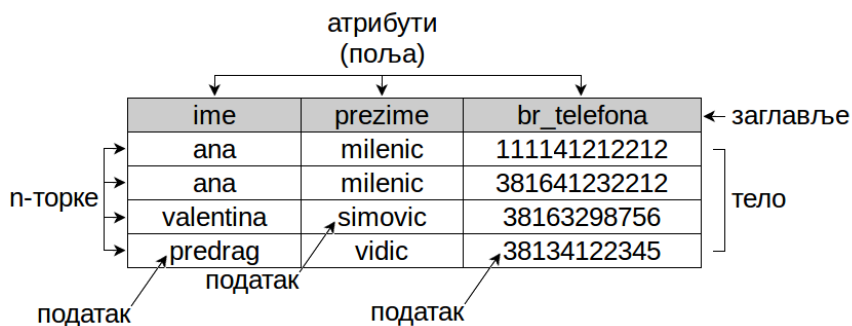 атрибути
(поља)
ime prezime br_telefona заглавље
ana milenic 111141212212
ana milenic 381641232212
n-торке тело
valentina simovic 38163298756
predrag vidic 38134122345
податак
податак податак